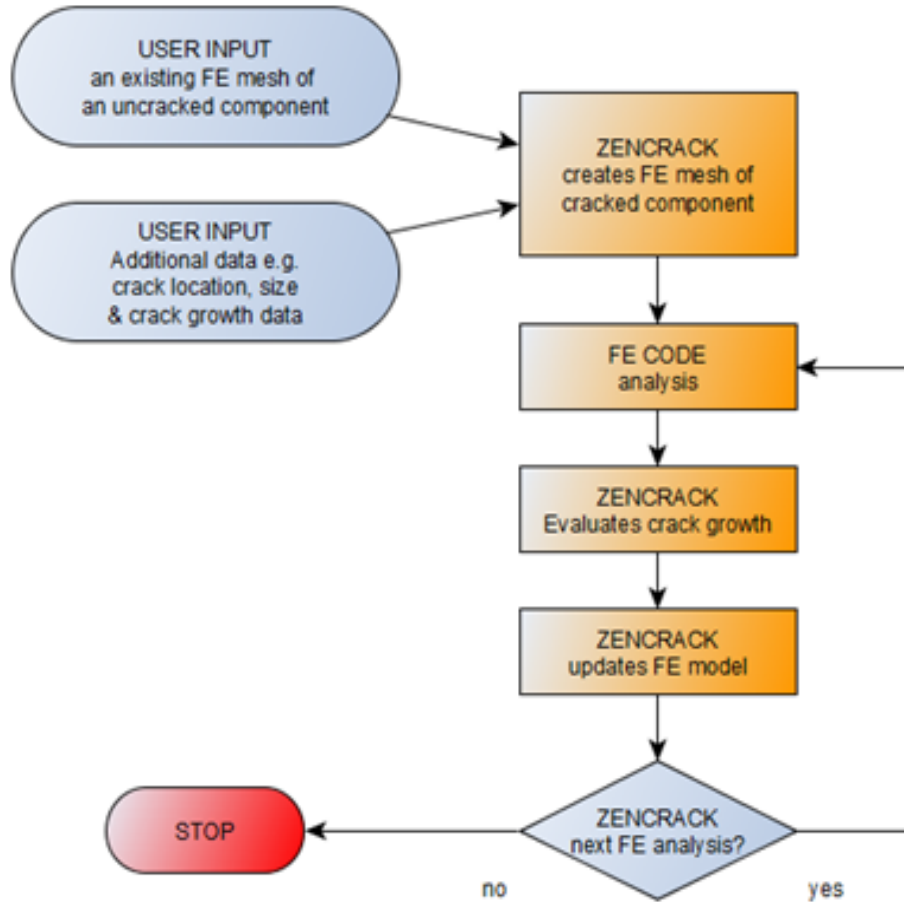 USER INPUT
an existing FE mesh of
an uncracked component
ZENCRACK
creates FE mesh of
cracked component
USER INPUT
Additional data e.g.
crack location, size
& crack growth data
FE CODE
analysis
ZENCRACK
Evaluates crack growth
ZENCRACK
updates FE model
ZENCRACK
next FE analysis?
STOP
no
yes